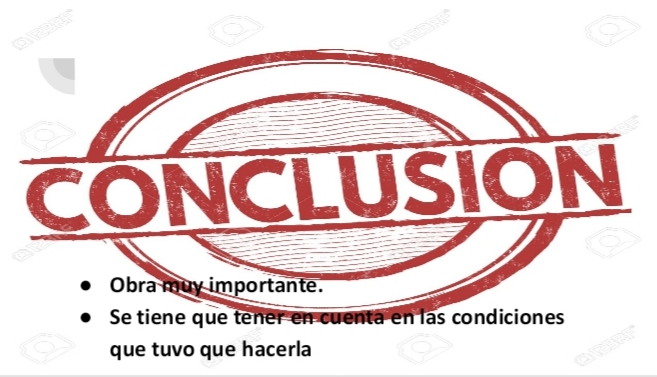 CONCLUSION
● Obra muy importante.
● Se tiene que tener en cuenta en las condiciones
que tuvo que hacerla